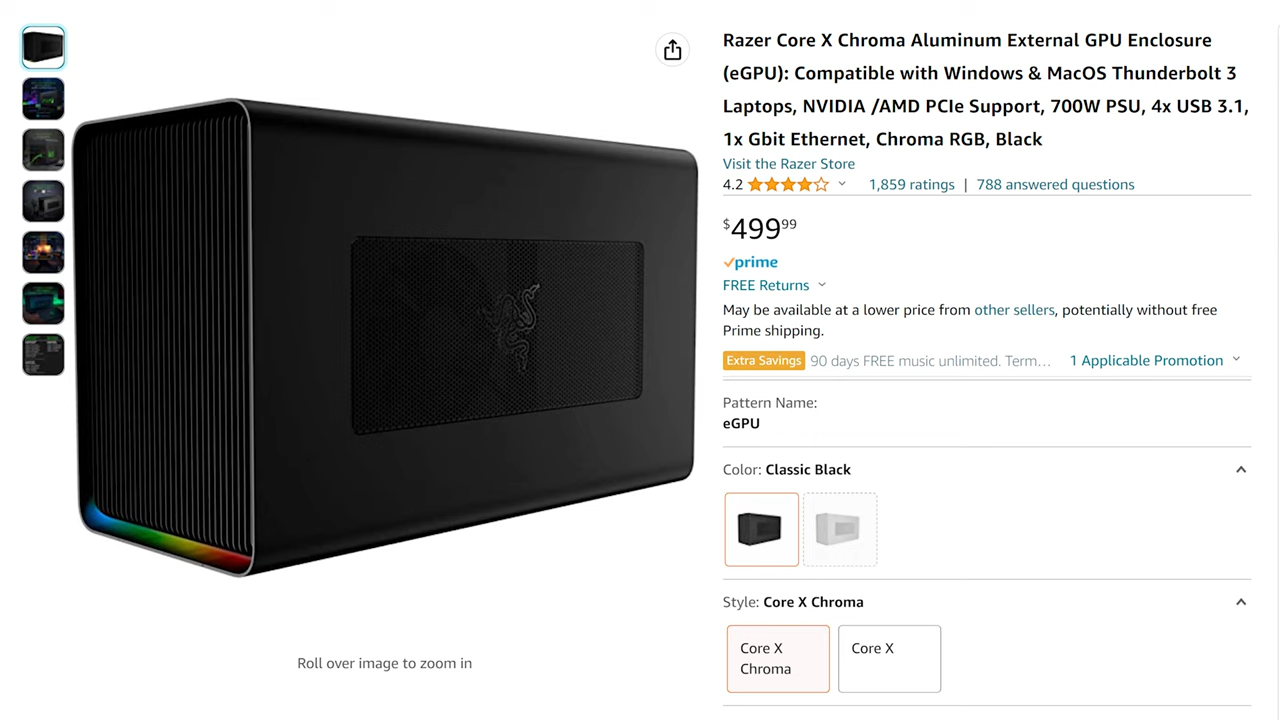 Razer Core X Chroma Aluminum External GPU Enclosure
(eGPU): Compatible with Windows & MacOS Thunderbolt 3
Laptops, NVIDIA /AMD PCIe Support, 700W PSU, 4x USB 3.1,
1x Gbit Ethernet, Chroma RGB, Black
Visit the Razer Store
4.2 1,859 ratings | 788 answered questions
$499.99
prime
FREE Returns
May be available at a lower price from other sellers, potentially without free
Prime shipping.
Extra Savings 90 days FREE music unlimited. Term… 1 Applicable Promotion
Pattern Name:
eGPU
Color: Classic Black
Style: Core X Chroma
Core X
Chroma
Core X
Roll over image to zoom in